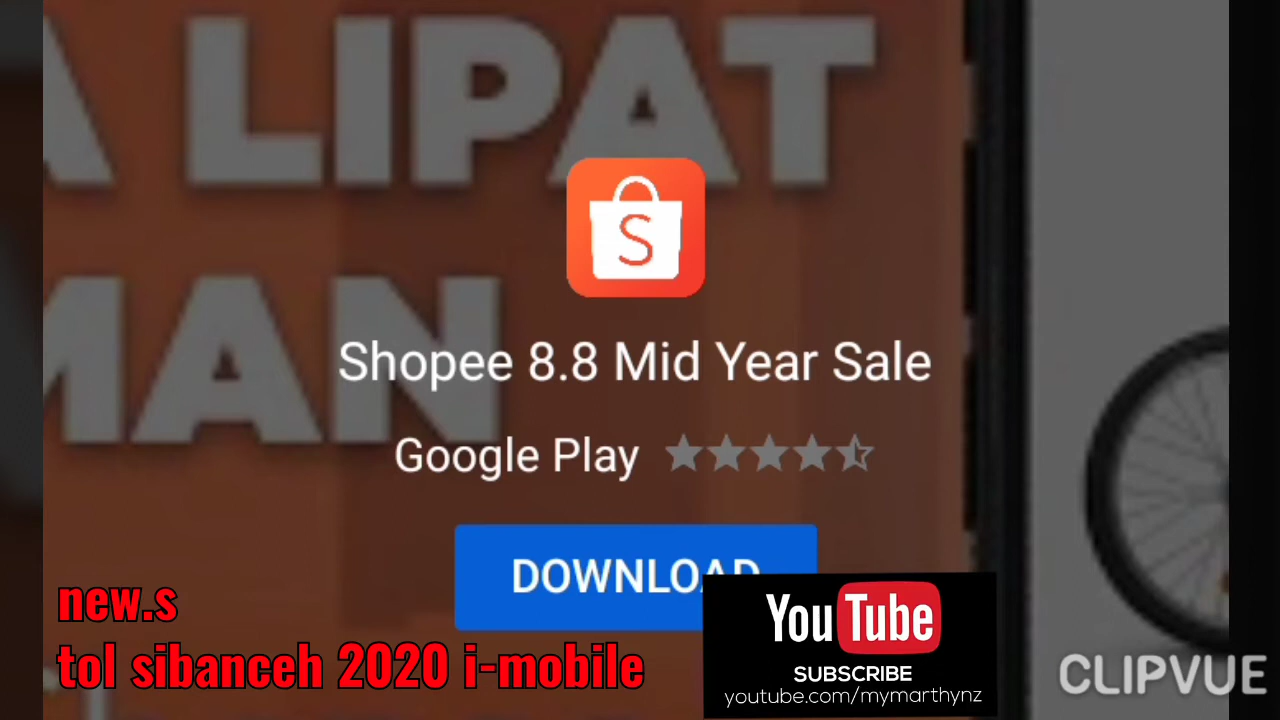 A LIPAT
MAN
S
Shopee 8.8 Mid Year Sale
Google Play
DOWNLOAD
new.s
tol sibanceh 2020 i-mobile
YouTube
SUBSCRIBE
youtube.com/mymarthynz
CLIPVUE